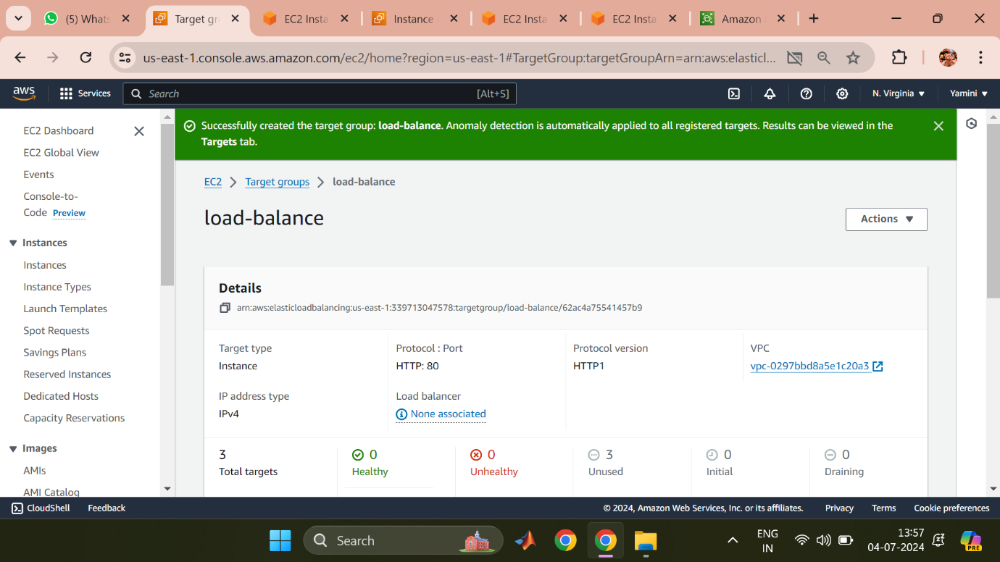 (5) Whats
Target gr
EC2 Insta
Instance
EC2 Insta
EC2 Insta
Amazon
us-east-1.console.aws.amazon.com/ec2/home?region=us-east-1#TargetGroup:targetGroupArn=arn:aws:elasticl...
aws
Services
Search
[Alt+S]
N. Virginia
Yamini
EC2 Dashboard
EC2 Global View
Events
Console-to-
Code Preview
Instances
Instances
Instance Types
Launch Templates
Spot Requests
Savings Plans
Reserved Instances
Dedicated Hosts
Capacity Reservations
Images
AMIs
AMI Catalog
Successfully created the target group: load-balance. Anomaly detection is automatically applied to all registered targets. Results can be viewed in the
Targets tab.
EC2 > Target groups > load-balance
load-balance
Actions
Details
arn:aws:elasticloadbalancing:us-east-1:339713047578:targetgroup/load-balance/62ac4a75541457b9
Target type
Instance
Protocol : Port
HTTP: 80
Protocol version
HTTP1
VPC
vpc-0297bbd8a5e1c20a3
IP address type
IPv4
Load balancer
None associated
3
Total targets
0
Healthy
0
Unhealthy
3
Unused
0
Initial
0
Draining
CloudShell
Feedback
© 2024, Amazon Web Services, Inc. or its affiliates.
Privacy
Terms
Cookie preferences
Search
ENG
IN
13:57
04-07-2024
PRE